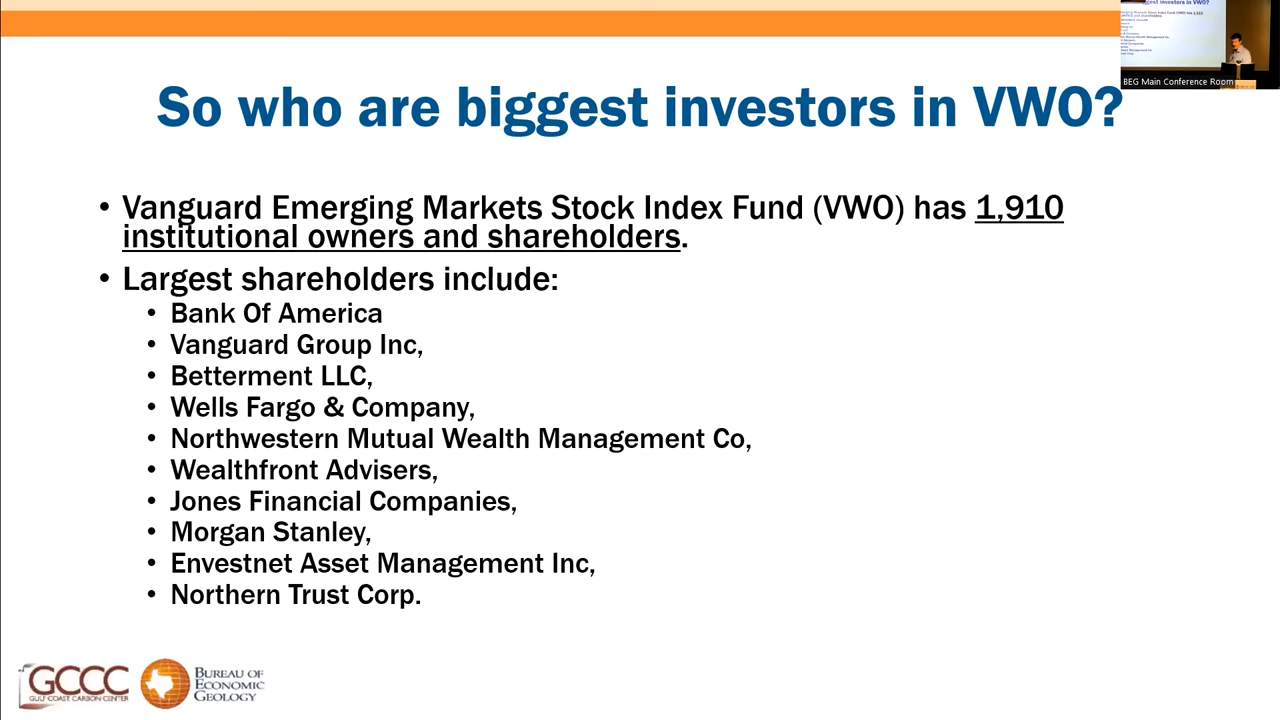 So who are biggest investors in VWO?
• Vanguard Emerging Markets Stock Index Fund (VWO) has 1,910
institutional owners and shareholders.
• Largest shareholders include:
• Bank Of America
• Vanguard Group Inc,
• Betterment LLC,
• Wells Fargo & Company,
• Northwestern Mutual Wealth Management Co,
• Wealthfront Advisers,
• Jones Financial Companies,
• Morgan Stanley,
• Envestnet Asset Management Inc,
• Northern Trust Corp.
BEG Main Conference Room
GCCC
GULF COAST CARBON CENTER
BUREAU OF
ECONOMIC
GEOLOGY